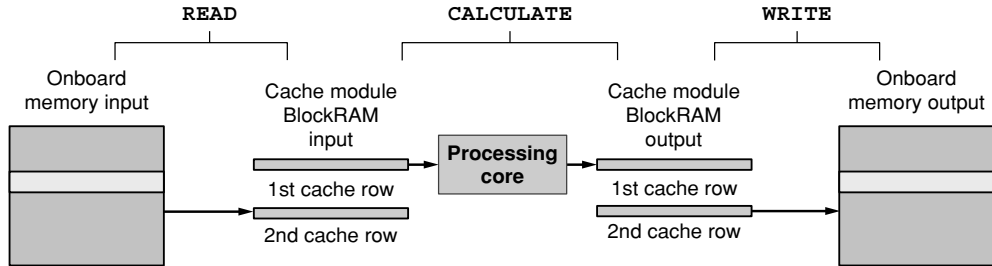 READ
CALCULATE
WRITE
Onboard
memory input
Cache module
BlockRAM
input
1st cache row
2nd cache row
Processing
core
Cache module
BlockRAM
output
1st cache row
2nd cache row
Onboard
memory output